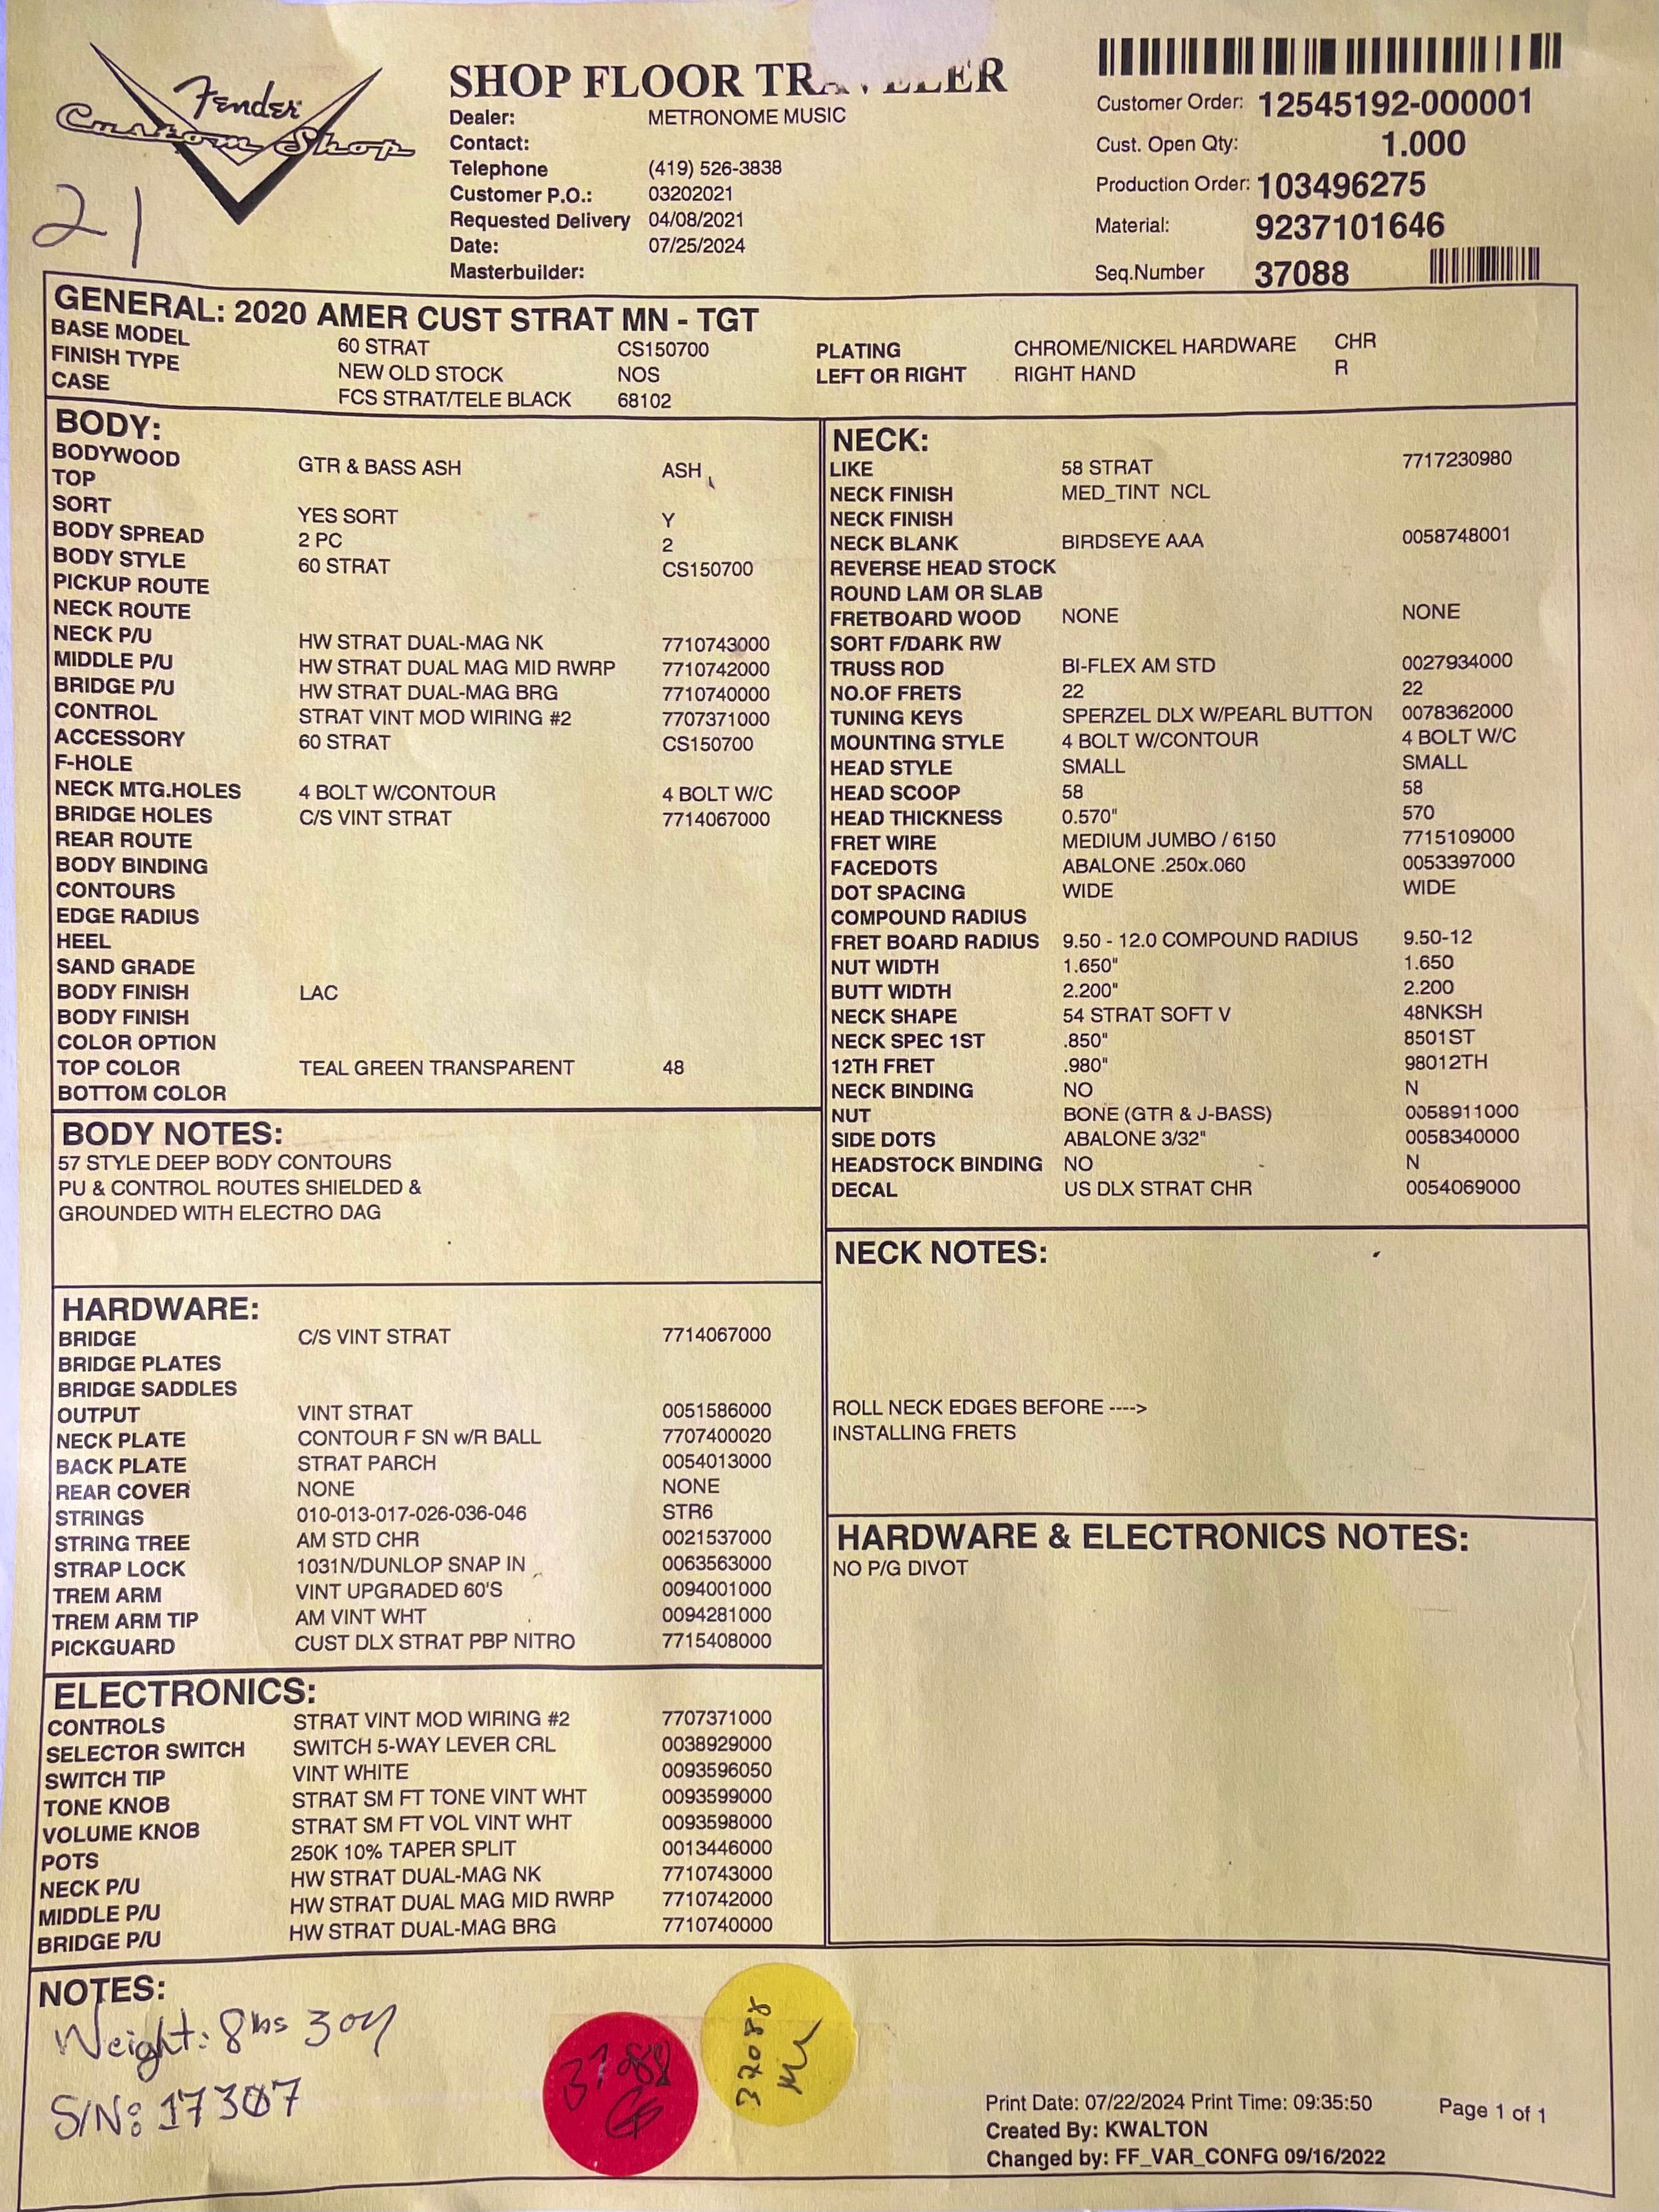 Fender
Custom Shop
21
SHOP FLOOR TRAVELER
Dealer: METRONOME MUSIC
Contact:
Telephone (419) 526-3838
Customer P.O.: 03202021
Requested Delivery 04/08/2021
Date: 07/25/2024
Masterbuilder:
Customer Order: 12545192-000001
Cust. Open Qty: 1.000
Production Order: 103496275
Material: 9237101646
Seq.Number 37088
GENERAL: 2020 AMER CUST STRAT MN - TGT
BASE MODEL 60 STRAT CS150700
FINISH TYPE NEW OLD STOCK NOS
CASE FCS STRAT/TELE BLACK 68102
PLATING CHROME/NICKEL HARDWARE CHR
LEFT OR RIGHT RIGHT HAND R
BODY:
BODYWOOD GTR & BASS ASH ASH
TOP
SORT YES SORT Y
BODY SPREAD 2 PC 2
BODY STYLE 60 STRAT CS150700
PICKUP ROUTE
NECK ROUTE
NECK P/U HW STRAT DUAL-MAG NK 7710743000
MIDDLE P/U HW STRAT DUAL MAG MID RWRP 7710742000
BRIDGE P/U HW STRAT DUAL-MAG BRG 7710740000
CONTROL STRAT VINT MOD WIRING #2 7707371000
ACCESSORY 60 STRAT CS150700
F-HOLE
NECK MTG.HOLES 4 BOLT W/CONTOUR 4 BOLT W/C
BRIDGE HOLES C/S VINT STRAT 7714067000
REAR ROUTE
BODY BINDING
CONTOURS
EDGE RADIUS
HEEL
SAND GRADE
BODY FINISH LAC
BODY FINISH
COLOR OPTION
TOP COLOR TEAL GREEN TRANSPARENT 48
BOTTOM COLOR
BODY NOTES:
57 STYLE DEEP BODY CONTOURS
PU & CONTROL ROUTES SHIELDED &
GROUNDED WITH ELECTRO DAG
HARDWARE:
BRIDGE C/S VINT STRAT 7714067000
BRIDGE PLATES
BRIDGE SADDLES
OUTPUT VINT STRAT 0051586000
NECK PLATE CONTOUR F SN w/R BALL 7707400020
BACK PLATE STRAT PARCH 0054013000
REAR COVER NONE NONE
STRINGS 010-013-017-026-036-046 STR6
STRING TREE AM STD CHR 0021537000
STRAP LOCK 1031N/DUNLOP SNAP IN 0063563000
TREM ARM VINT UPGRADED 60'S 0094001000
TREM ARM TIP AM VINT WHT 0094281000
PICKGUARD CUST DLX STRAT PBP NITRO 7715408000
ELECTRONICS:
CONTROLS STRAT VINT MOD WIRING #2 7707371000
SELECTOR SWITCH SWITCH 5-WAY LEVER CRL 0038929000
SWITCH TIP VINT WHITE 0093596050
TONE KNOB STRAT SM FT TONE VINT WHT 0093599000
VOLUME KNOB STRAT SM FT VOL VINT WHT 0093598000
POTS 250K 10% TAPER SPLIT 0013446000
NECK P/U HW STRAT DUAL-MAG NK 7710743000
MIDDLE P/U HW STRAT DUAL MAG MID RWRP 7710742000
BRIDGE P/U HW STRAT DUAL-MAG BRG 7710740000
NECK:
LIKE 58 STRAT 7717230980
NECK FINISH MED_TINT NCL
NECK FINISH
NECK BLANK BIRDSEYE AAA 0058748001
REVERSE HEAD STOCK
ROUND LAM OR SLAB
FRETBOARD WOOD NONE NONE
SORT F/DARK RW
TRUSS ROD BI-FLEX AM STD 0027934000
NO.OF FRETS 22 22
TUNING KEYS SPERZEL DLX W/PEARL BUTTON 0078362000
MOUNTING STYLE 4 BOLT W/CONTOUR 4 BOLT W/C
HEAD STYLE SMALL SMALL
HEAD SCOOP 58 58
HEAD THICKNESS 0.570" 570
FRET WIRE MEDIUM JUMBO / 6150 7715109000
FACEDOTS ABALONE .250x.060 0053397000
DOT SPACING WIDE WIDE
COMPOUND RADIUS
FRET BOARD RADIUS 9.50 - 12.0 COMPOUND RADIUS 9.50-12
NUT WIDTH 1.650" 1.650
BUTT WIDTH 2.200" 2.200
NECK SHAPE 54 STRAT SOFT V 48NKSH
NECK SPEC 1ST .850" 8501ST
12TH FRET .980" 98012TH
NECK BINDING NO N
NUT BONE (GTR & J-BASS) 0058911000
SIDE DOTS ABALONE 3/32" 0058340000
HEADSTOCK BINDING NO N
DECAL US DLX STRAT CHR 0054069000
NECK NOTES:
ROLL NECK EDGES BEFORE ---->
INSTALLING FRETS
HARDWARE & ELECTRONICS NOTES:
NO P/G DIVOT
NOTES:
Weight: 8 lbs 3 oz
S/N: 17307
37088
37088
Print Date: 07/22/2024 Print Time: 09:35:50 Page 1 of 1
Created By: KWALTON
Changed by: FF_VAR_CONFG 09/16/2022